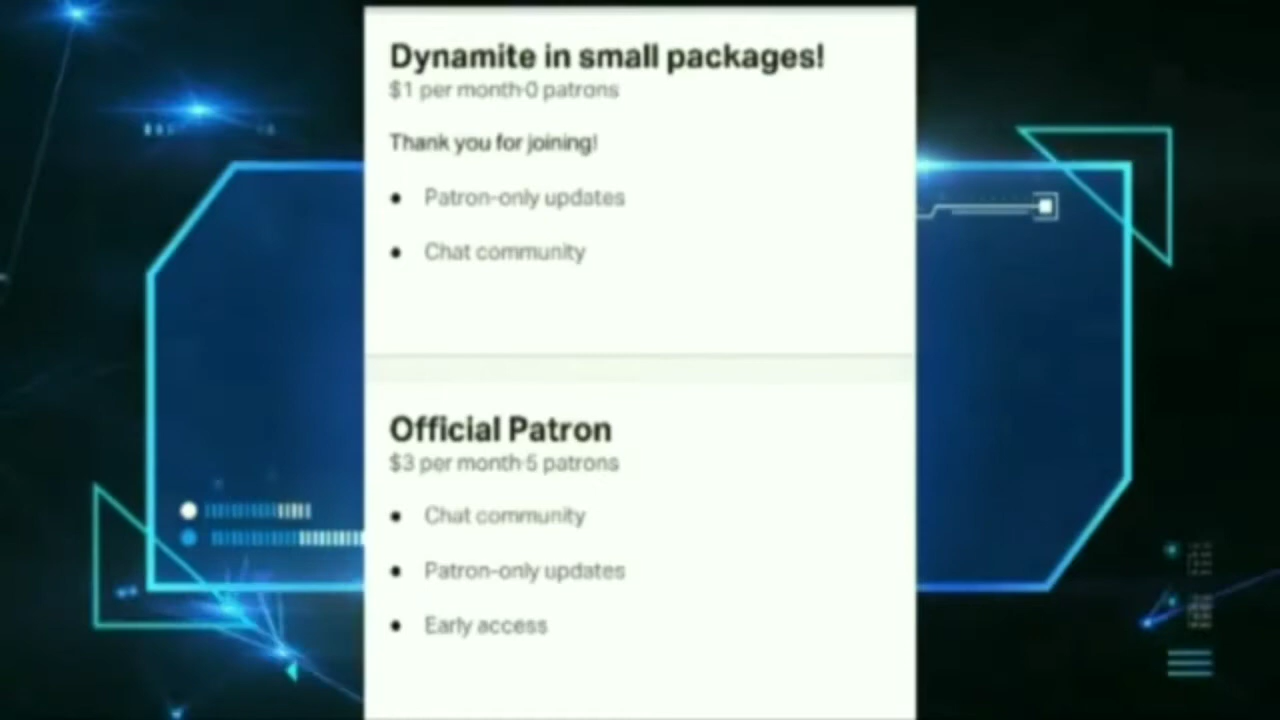 Dynamite in small packages!
$1 per month·0 patrons
Thank you for joining!
• Patron-only updates
• Chat community
Official Patron
$3 per month·5 patrons
• Chat community
• Patron-only updates
• Early access